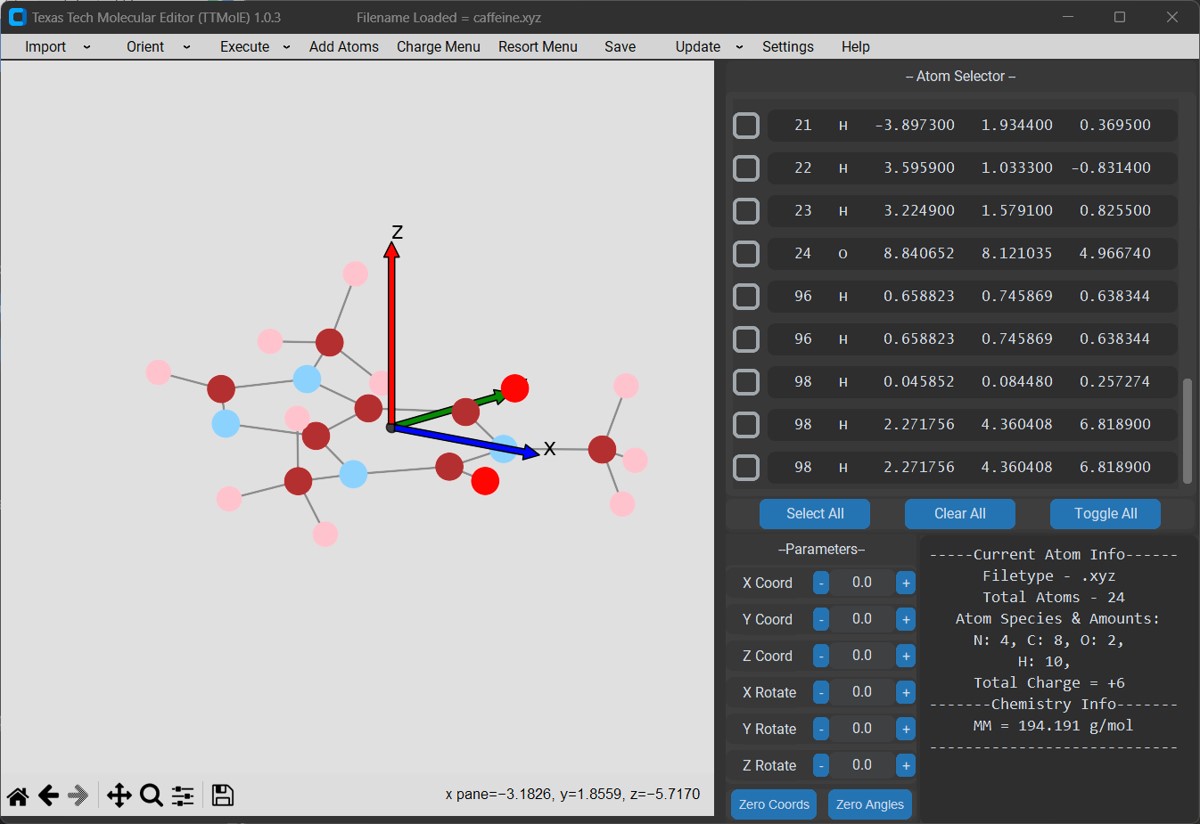 Texas Tech Molecular Editor (TTMolE) 1.0.3 Filename Loaded = caffeine.xyz
Import Orient Execute Add Atoms Charge Menu Resort Menu Save Update Settings Help
-- Atom Selector --
21 H -3.897300 1.934400 0.369500
22 H 3.595900 1.033300 -0.831400
23 H 3.224900 1.579100 0.825500
24 O 8.840652 8.121035 4.966740
96 H 0.658823 0.745869 0.638344
96 H 0.658823 0.745869 0.638344
98 H 0.045852 0.084480 0.257274
98 H 2.271756 4.360408 6.818900
98 H 2.271756 4.360408 6.818900
Z
X
Select All Clear All Toggle All
--Parameters--
X Coord - 0.0 +
Y Coord - 0.0 +
Z Coord - 0.0 +
X Rotate - 0.0 +
Y Rotate - 0.0 +
Z Rotate - 0.0 +
Zero Coords Zero Angles
-----Current Atom Info------
Filetype - .xyz
Total Atoms - 24
Atom Species & Amounts:
N: 4, C: 8, O: 2,
H: 10,
Total Charge = +6
-------Chemistry Info-------
MM = 194.191 g/mol
----------------------------
x pane=−3.1826, y=1.8559, z=−5.7170